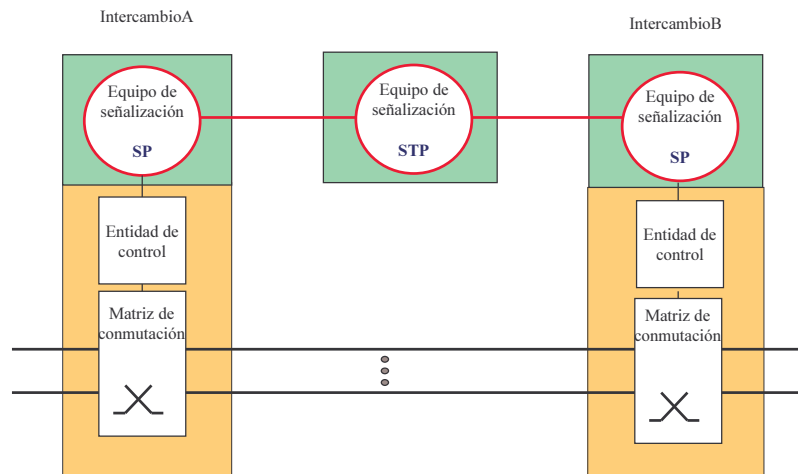 IntercambioA
IntercambioB
Equipo de
señalización
SP
Equipo de
señalización
STP
Equipo de
señalización
SP
Entidad de
control
Entidad de
control
Matriz de
conmutación
Matriz de
conmutación